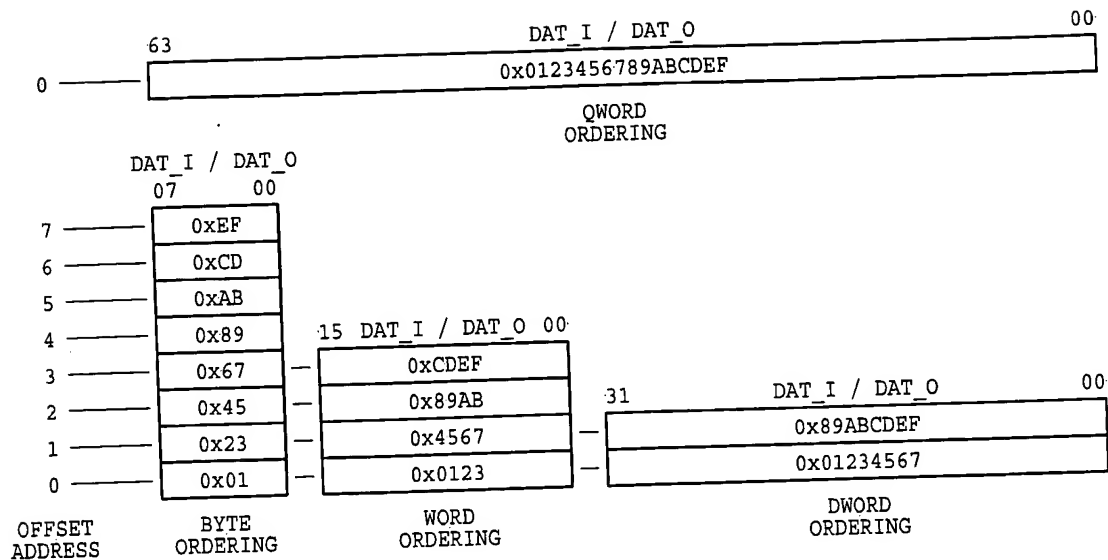 63 DAT_I / DAT_O 00
0 0x0123456789ABCDEF
QWORD
ORDERING
DAT_I / DAT_O
07 00
7 0xEF
6 0xCD
5 0xAB
4 0x89
15 DAT_I / DAT_O 00
3 0x67 0xCDEF
31 DAT_I / DAT_O 00
2 0x45 0x89AB
1 0x23 0x4567 0x89ABCDEF
0 0x01 0x0123 0x01234567
OFFSET
ADDRESS
BYTE
ORDERING
WORD
ORDERING
DWORD
ORDERING